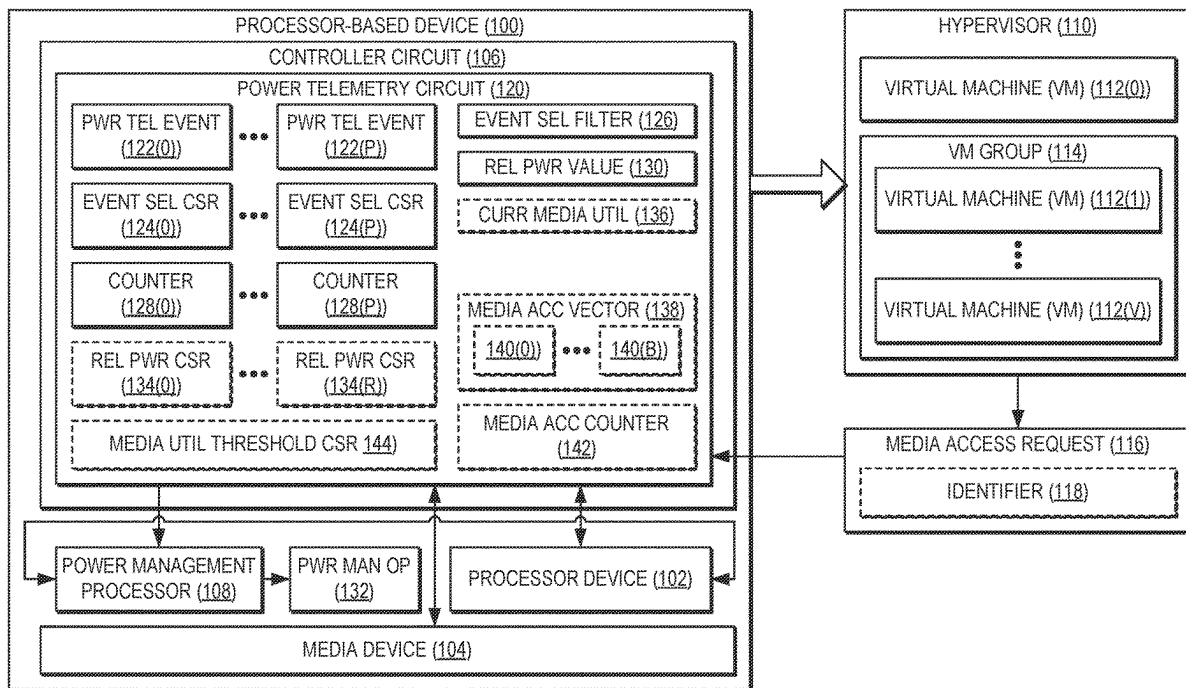 PROCESSOR-BASED DEVICE (100)
CONTROLLER CIRCUIT (106)
POWER TELEMETRY CIRCUIT (120)
PWR TEL EVENT
(122(0))
PWR TEL EVENT
(122(P))
EVENT SEL CSR
(124(0))
EVENT SEL CSR
(124(P))
COUNTER
(128(0))
COUNTER
(128(P))
REL PWR CSR
(134(0))
REL PWR CSR
(134(R))
MEDIA UTIL THRESHOLD CSR (144)
EVENT SEL FILTER (126)
REL PWR VALUE (130)
CURR MEDIA UTIL (136)
MEDIA ACC VECTOR (138)
140(0))
140(B))
MEDIA ACC COUNTER
(142)
POWER MANAGEMENT
PROCESSOR (108)
PWR MAN OP
(132)
PROCESSOR DEVICE (102)
MEDIA DEVICE (104)
HYPERVISOR (110)
VIRTUAL MACHINE (VM) (112(0))
VM GROUP (114)
VIRTUAL MACHINE (VM) (112(1))
VIRTUAL MACHINE (VM) (112(V))
MEDIA ACCESS REQUEST (116)
IDENTIFIER (118)